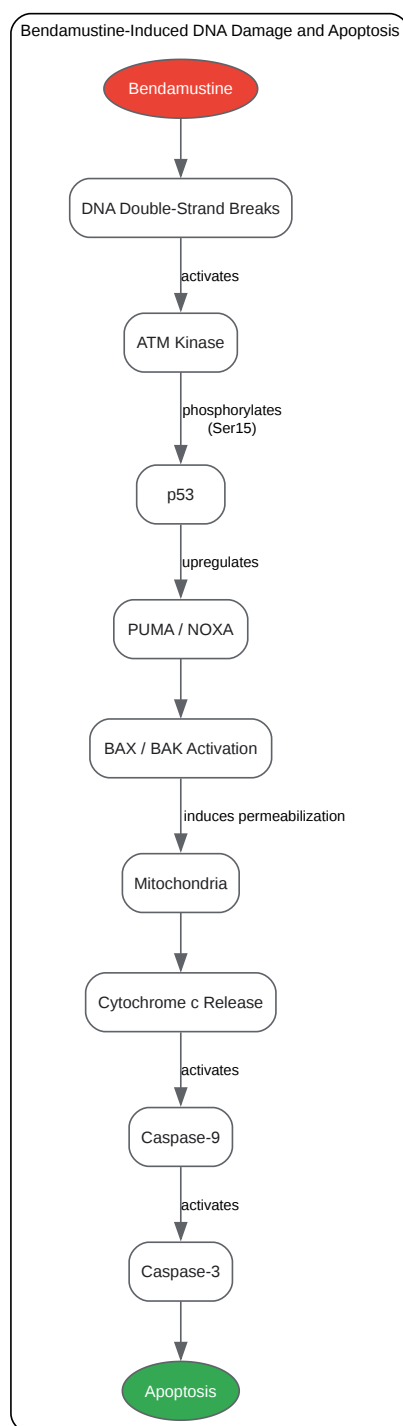 Bendamustine-Induced DNA Damage and Apoptosis
Bendamustine
DNA Double-Strand Breaks
activates
ATM Kinase
phosphorylates
(Ser15)
p53
upregulates
PUMA / NOXA
BAX / BAK Activation
induces permeabilization
Mitochondria
Cytochrome c Release
activates
Caspase-9
activates
Caspase-3
Apoptosis